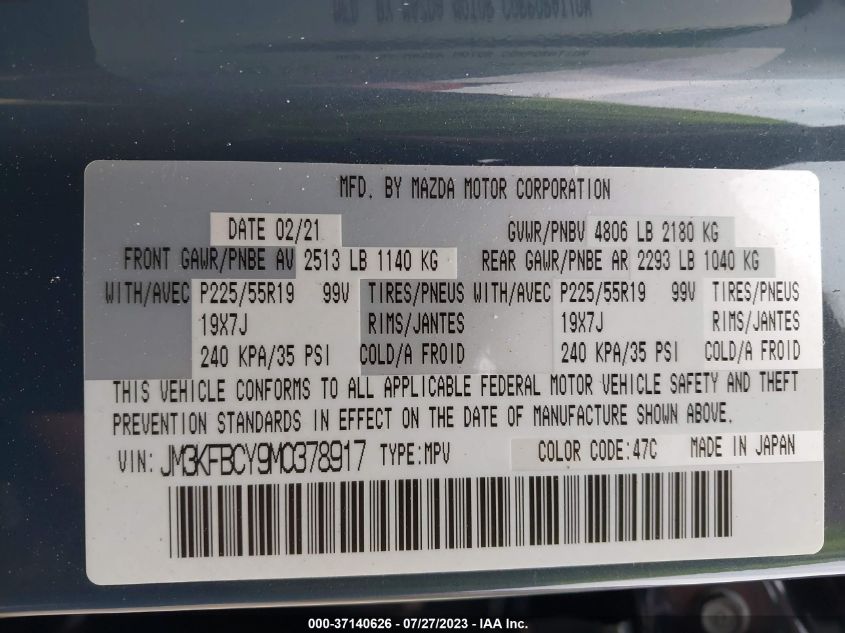 MFD. BY MAZDA MOTOR CORPORATION
DATE 02/21 GVWR/PNBV 4806 LB 2180 KG
FRONT GAWR/PNBE AV 2513 LB 1140 KG REAR GAWR/PNBE AR 2293 LB 1040 KG
WITH/AVEC P225/55R19 99V TIRES/PNEUS WITH/AVEC P225/55R19 99V TIRES/PNEUS
19X7J RIMS/JANTES 19X7J RIMS/JANTES
240 KPA/35 PSI COLD/A FROID 240 KPA/35 PSI COLD/A FROID
THIS VEHICLE CONFORMS TO ALL APPLICABLE FEDERAL MOTOR VEHICLE SAFETY AND THEFT
PREVENTION STANDARDS IN EFFECT ON THE DATE OF MANUFACTURE SHOWN ABOVE.
VIN: JM3KFBCY9M0378917 TYPE:MPV COLOR CODE:47C MADE IN JAPAN
000-37140626 / 07/27/2023 - © IAA Inc.